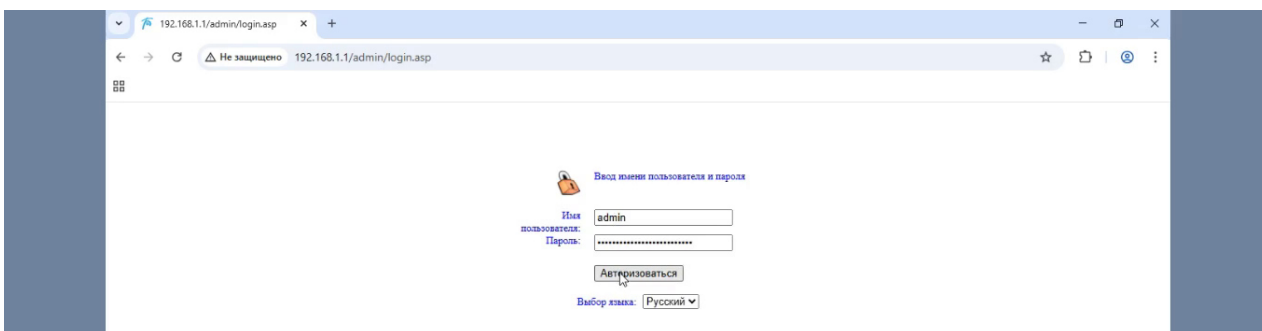 192.168.1.1/admin/login.asp
Не защищено 192.168.1.1/admin/login.asp
Ввод имени пользователя и пароля
Имя пользователя:
admin
Пароль:
••••••••••••••••••••••••••
Авторизоваться
Выбор языка: Русский